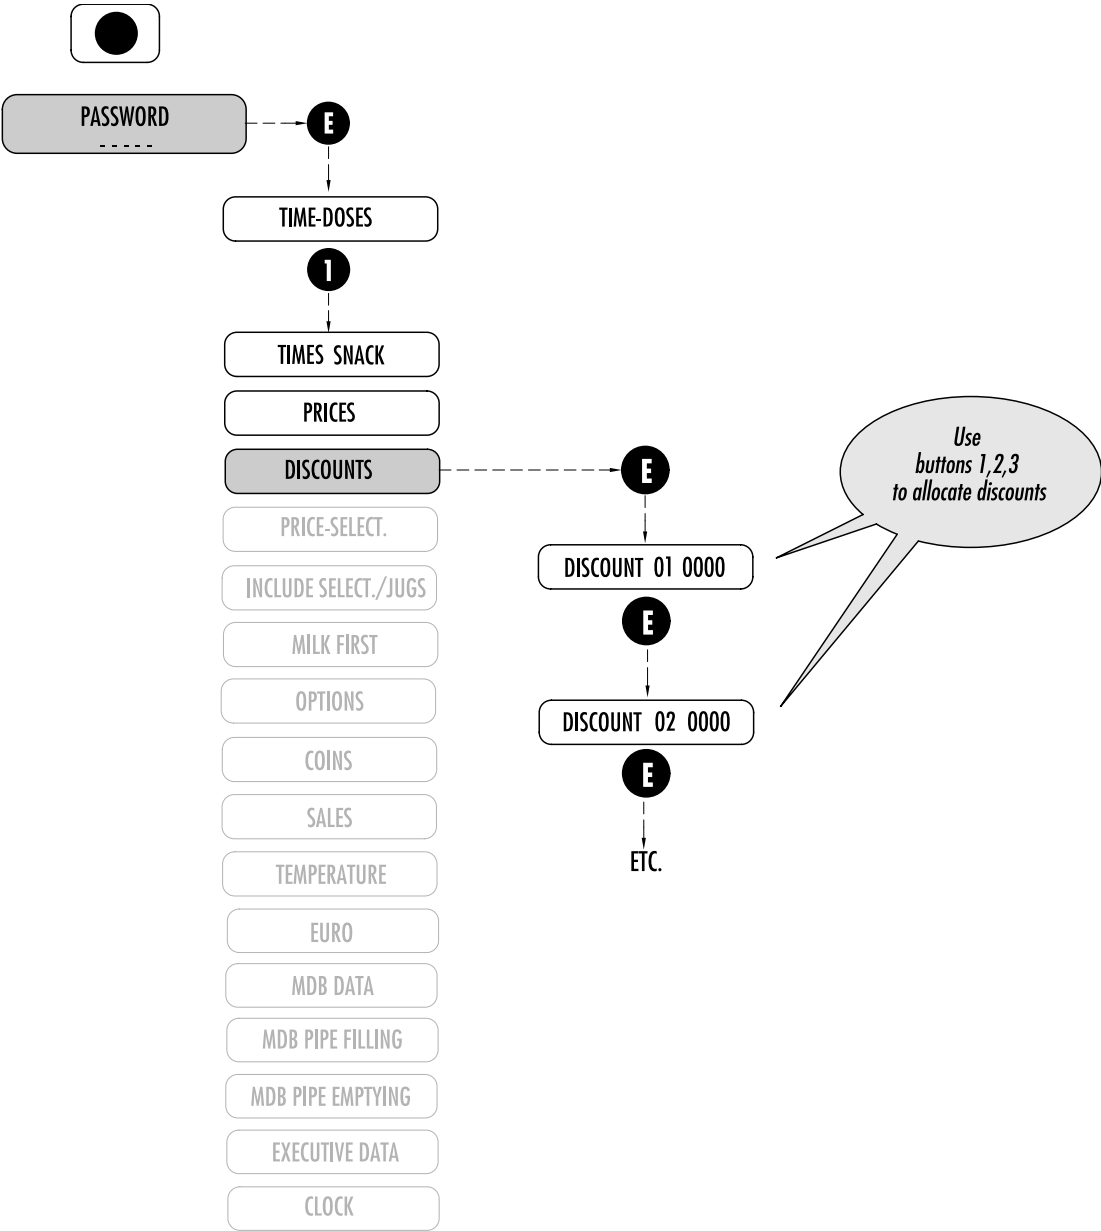 PASSWORD
- - - - -
E
TIME-DOSES
1
TIMES SNACK
PRICES
DISCOUNTS
E
Use
buttons 1,2,3
to allocate discounts
PRICE-SELECT.
DISCOUNT 01 0000
INCLUDE SELECT./JUGS
E
MILK FIRST
OPTIONS
DISCOUNT 02 0000
COINS
E
SALES
ETC.
TEMPERATURE
EURO
MDB DATA
MDB PIPE FILLING
MDB PIPE EMPTYING
EXECUTIVE DATA
CLOCK